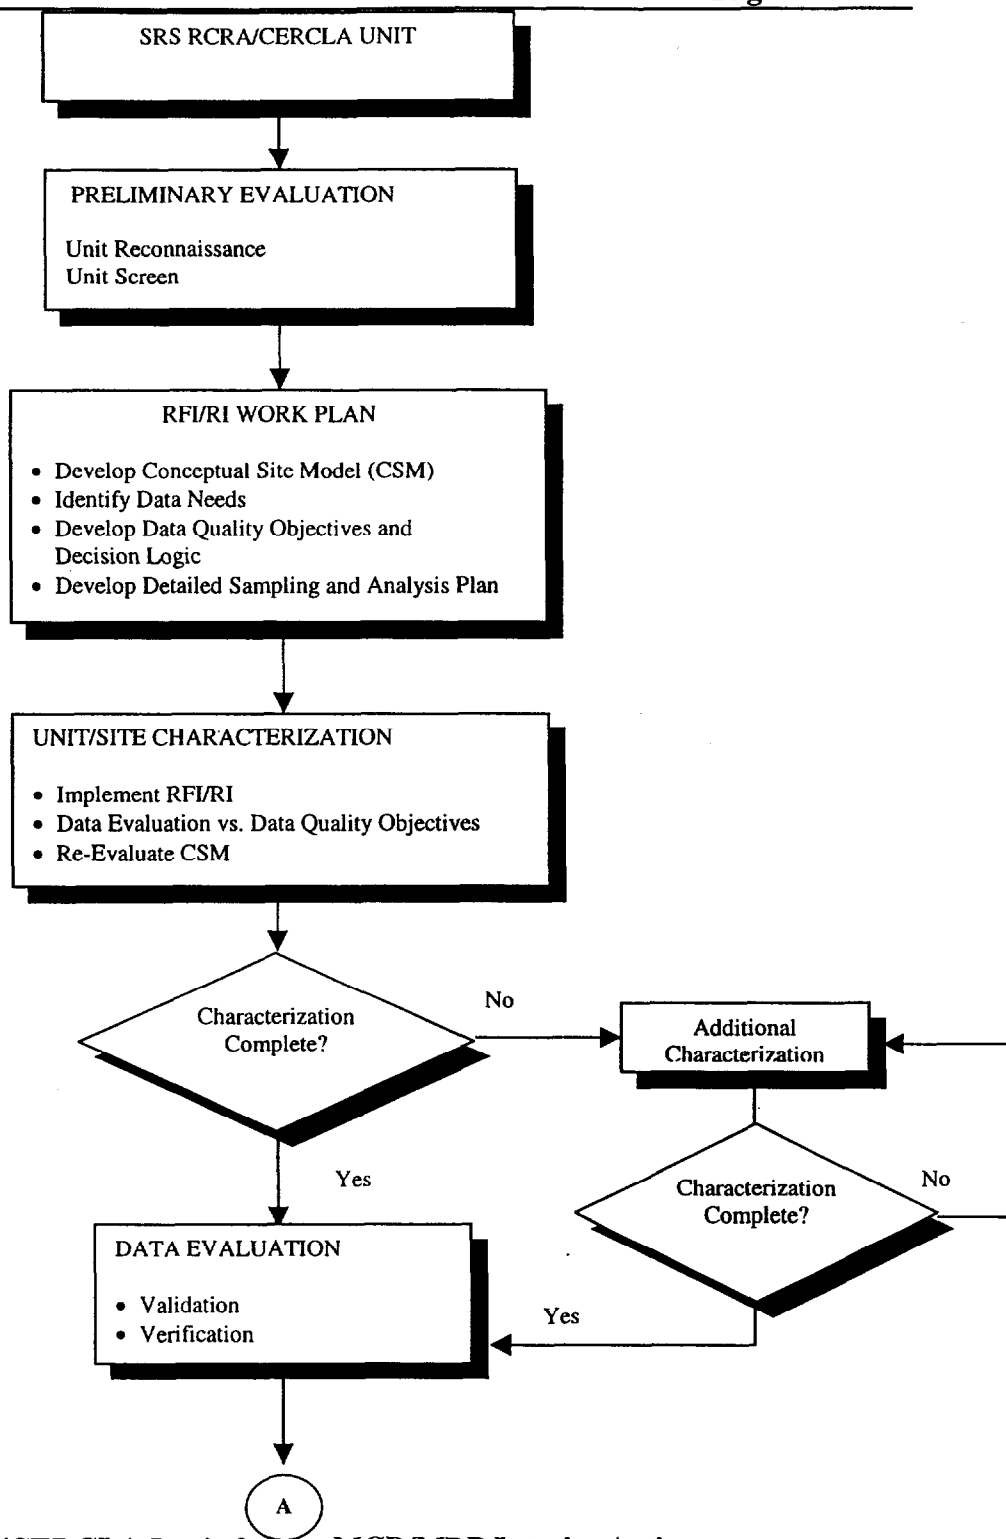 SRS RCRA/CERCLA UNIT
PRELIMINARY EVALUATION
Unit Reconnaissance
Unit Screen
RFI/RI WORK PLAN
• Develop Conceptual Site Model (CSM)
• Identify Data Needs
• Develop Data Quality Objectives and
Decision Logic
• Develop Detailed Sampling and Analysis Plan
UNIT/SITE CHARACTERIZATION
• Implement RFI/RI
• Data Evaluation vs. Data Quality Objectives
• Re-Evaluate CSM
Characterization
Complete?
No
Additional
Characterization
Yes
Characterization
Complete?
No
DATA EVALUATION
• Validation
• Verification
Yes
A